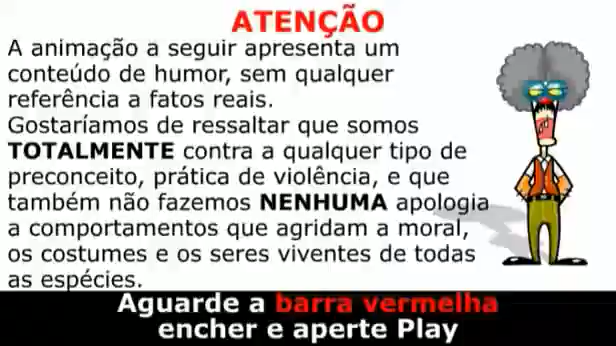 ATENÇÃO
A animação a seguir apresenta um
conteúdo de humor, sem qualquer
referência a fatos reais.
Gostaríamos de ressaltar que somos
TOTALMENTE contra a qualquer tipo de
preconceito, prática de violência, e que
também não fazemos NENHUMA apologia
a comportamentos que agridam a moral,
os costumes e os seres viventes de todas
as espécies.
Aguarde a barra vermelha
encher e aperte Play